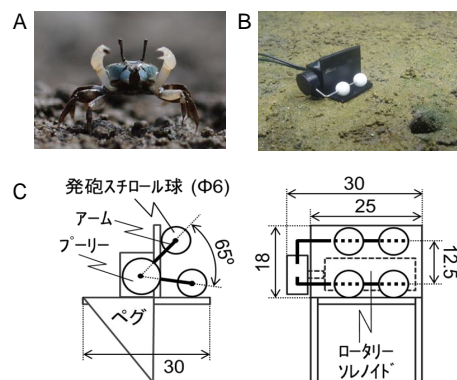 A
B
C
発砲スチロール球 (Φ6)
アーム
プーリー
65º
ペグ
30
30
25
18
12.5
ロータリー
ソレノイド